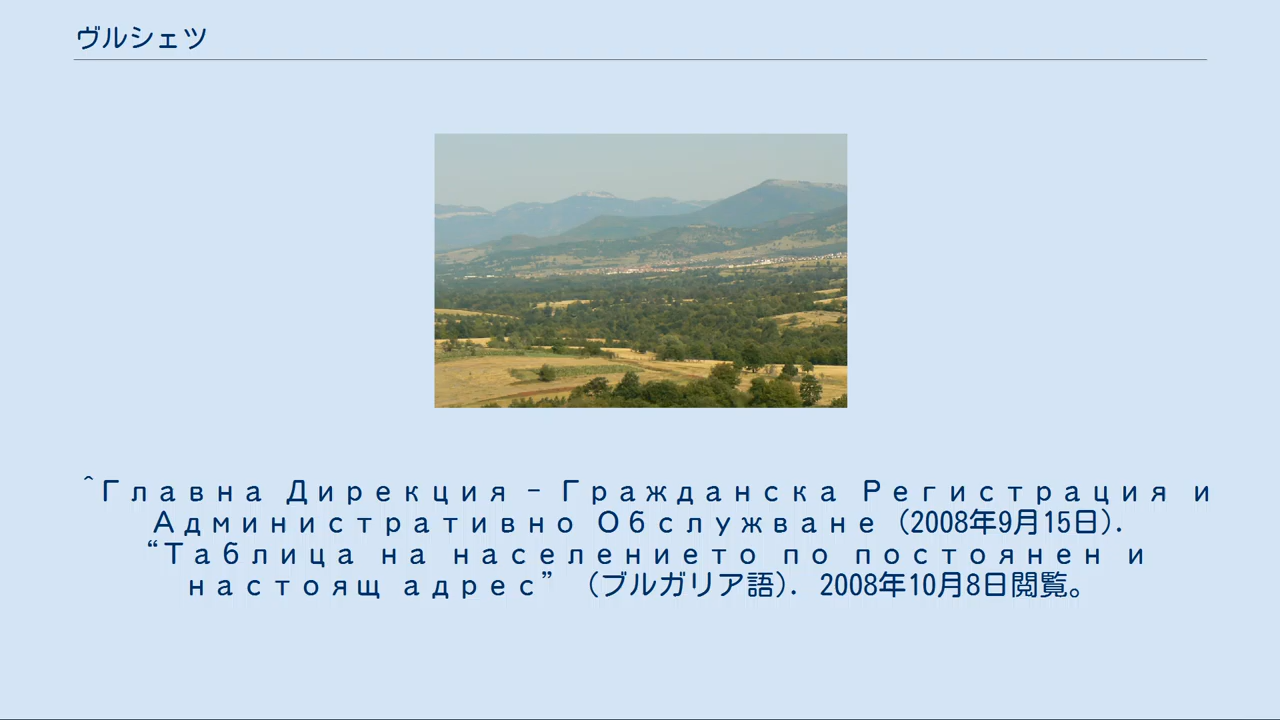 ヴルシェツ
^Главна Дирекция - Гражданска Регистрация и
Административно Обслужване (2008年9月15日).
“Таблица на населението по постоянен и
настоящ адрес” (ブルガリア語). 2008年10月8日閲覧。